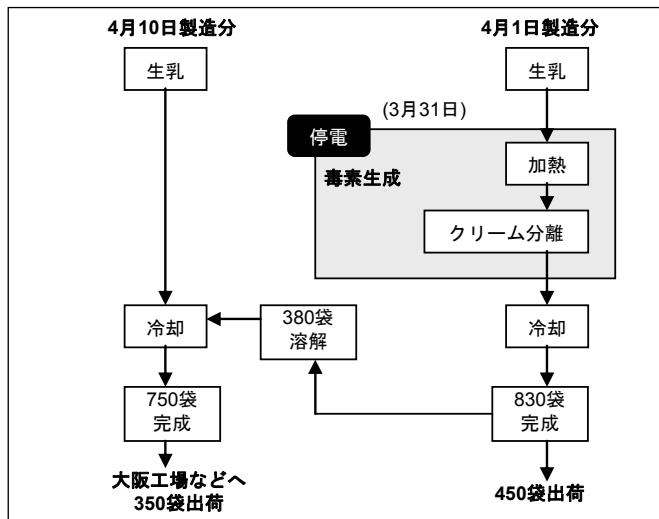 4月10日製造分
生乳
冷却
750袋
完成
大阪工場などへ
350袋出荷
380袋
溶解
4月1日製造分
生乳
(3月31日)
停電
毒素生成
加熱
クリーム分離
冷却
830袋
完成
450袋出荷